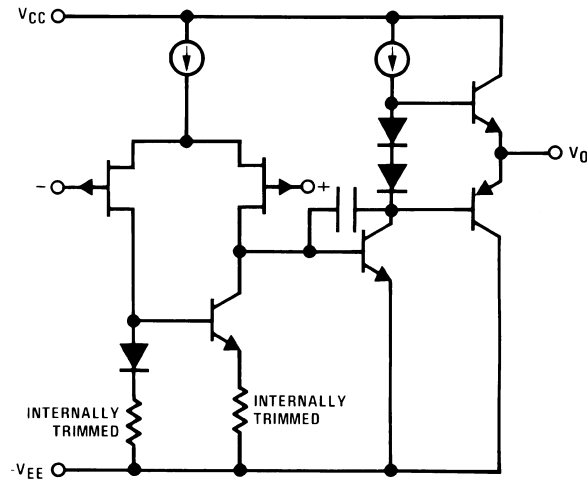 VCC
−
+
VO
INTERNALLY
TRIMMED
INTERNALLY
TRIMMED
-VEE